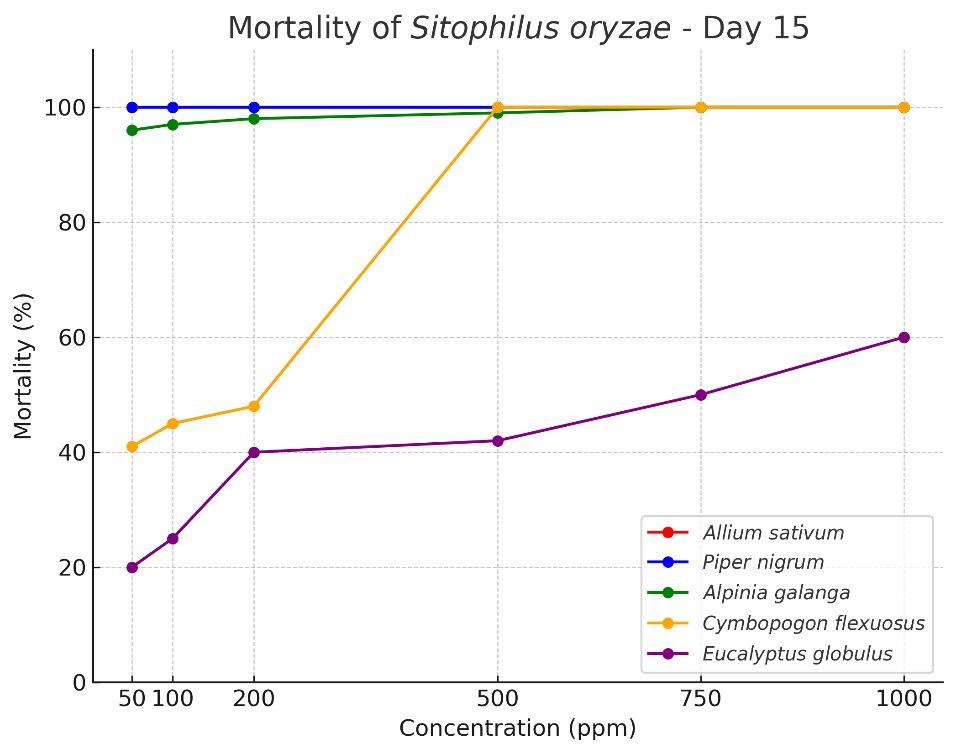 Mortality of Sitophilus oryzae - Day 15
Mortality (%)
100
80
60
40
20
0
50 100 200 500 750 1000
Concentration (ppm)
Allium sativum
Piper nigrum
Alpinia galanga
Cymbopogon flexuosus
Eucalyptus globulus